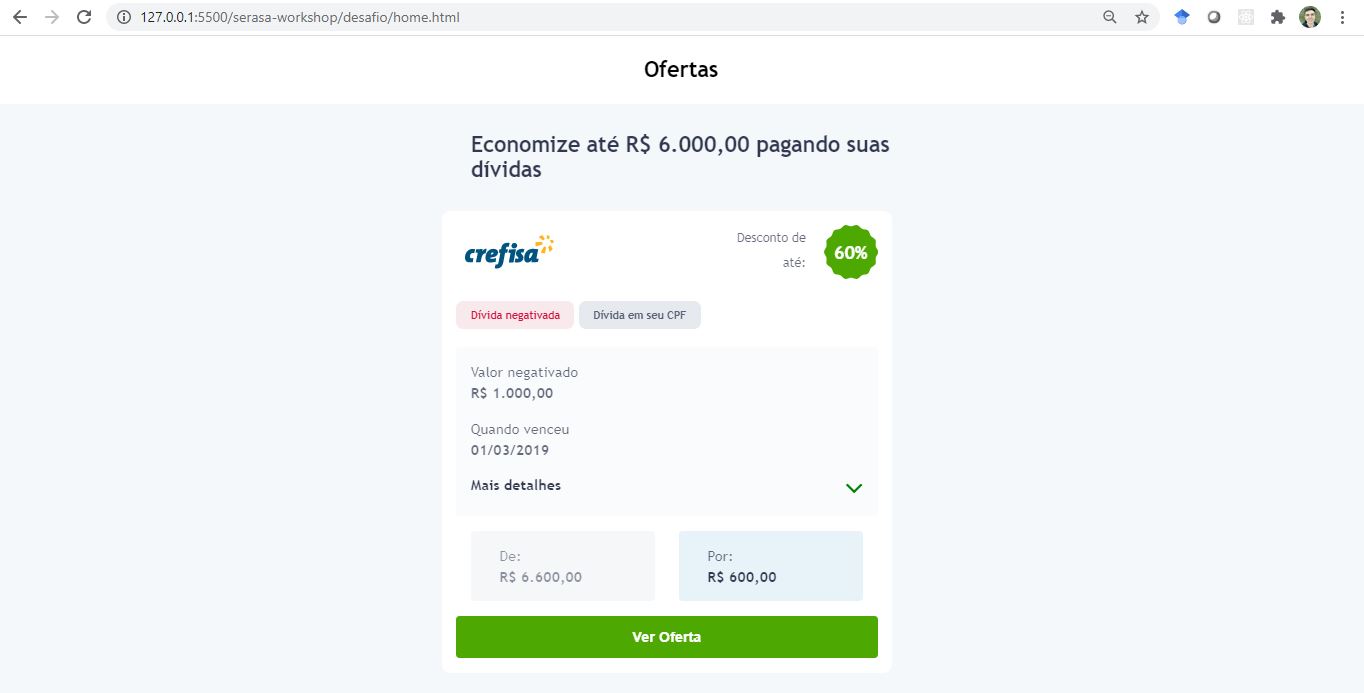 127.0.0.1:5500/serasa-workshop/desafio/home.html
Ofertas
Economize até R$ 6.000,00 pagando suas
dívidas
crefisa
Desconto de
até:
60%
Dívida negativada
Dívida em seu CPF
Valor negativado
R$ 1.000,00
Quando venceu
01/03/2019
Mais detalhes
De:
R$ 6.600,00
Por:
R$ 600,00
Ver Oferta